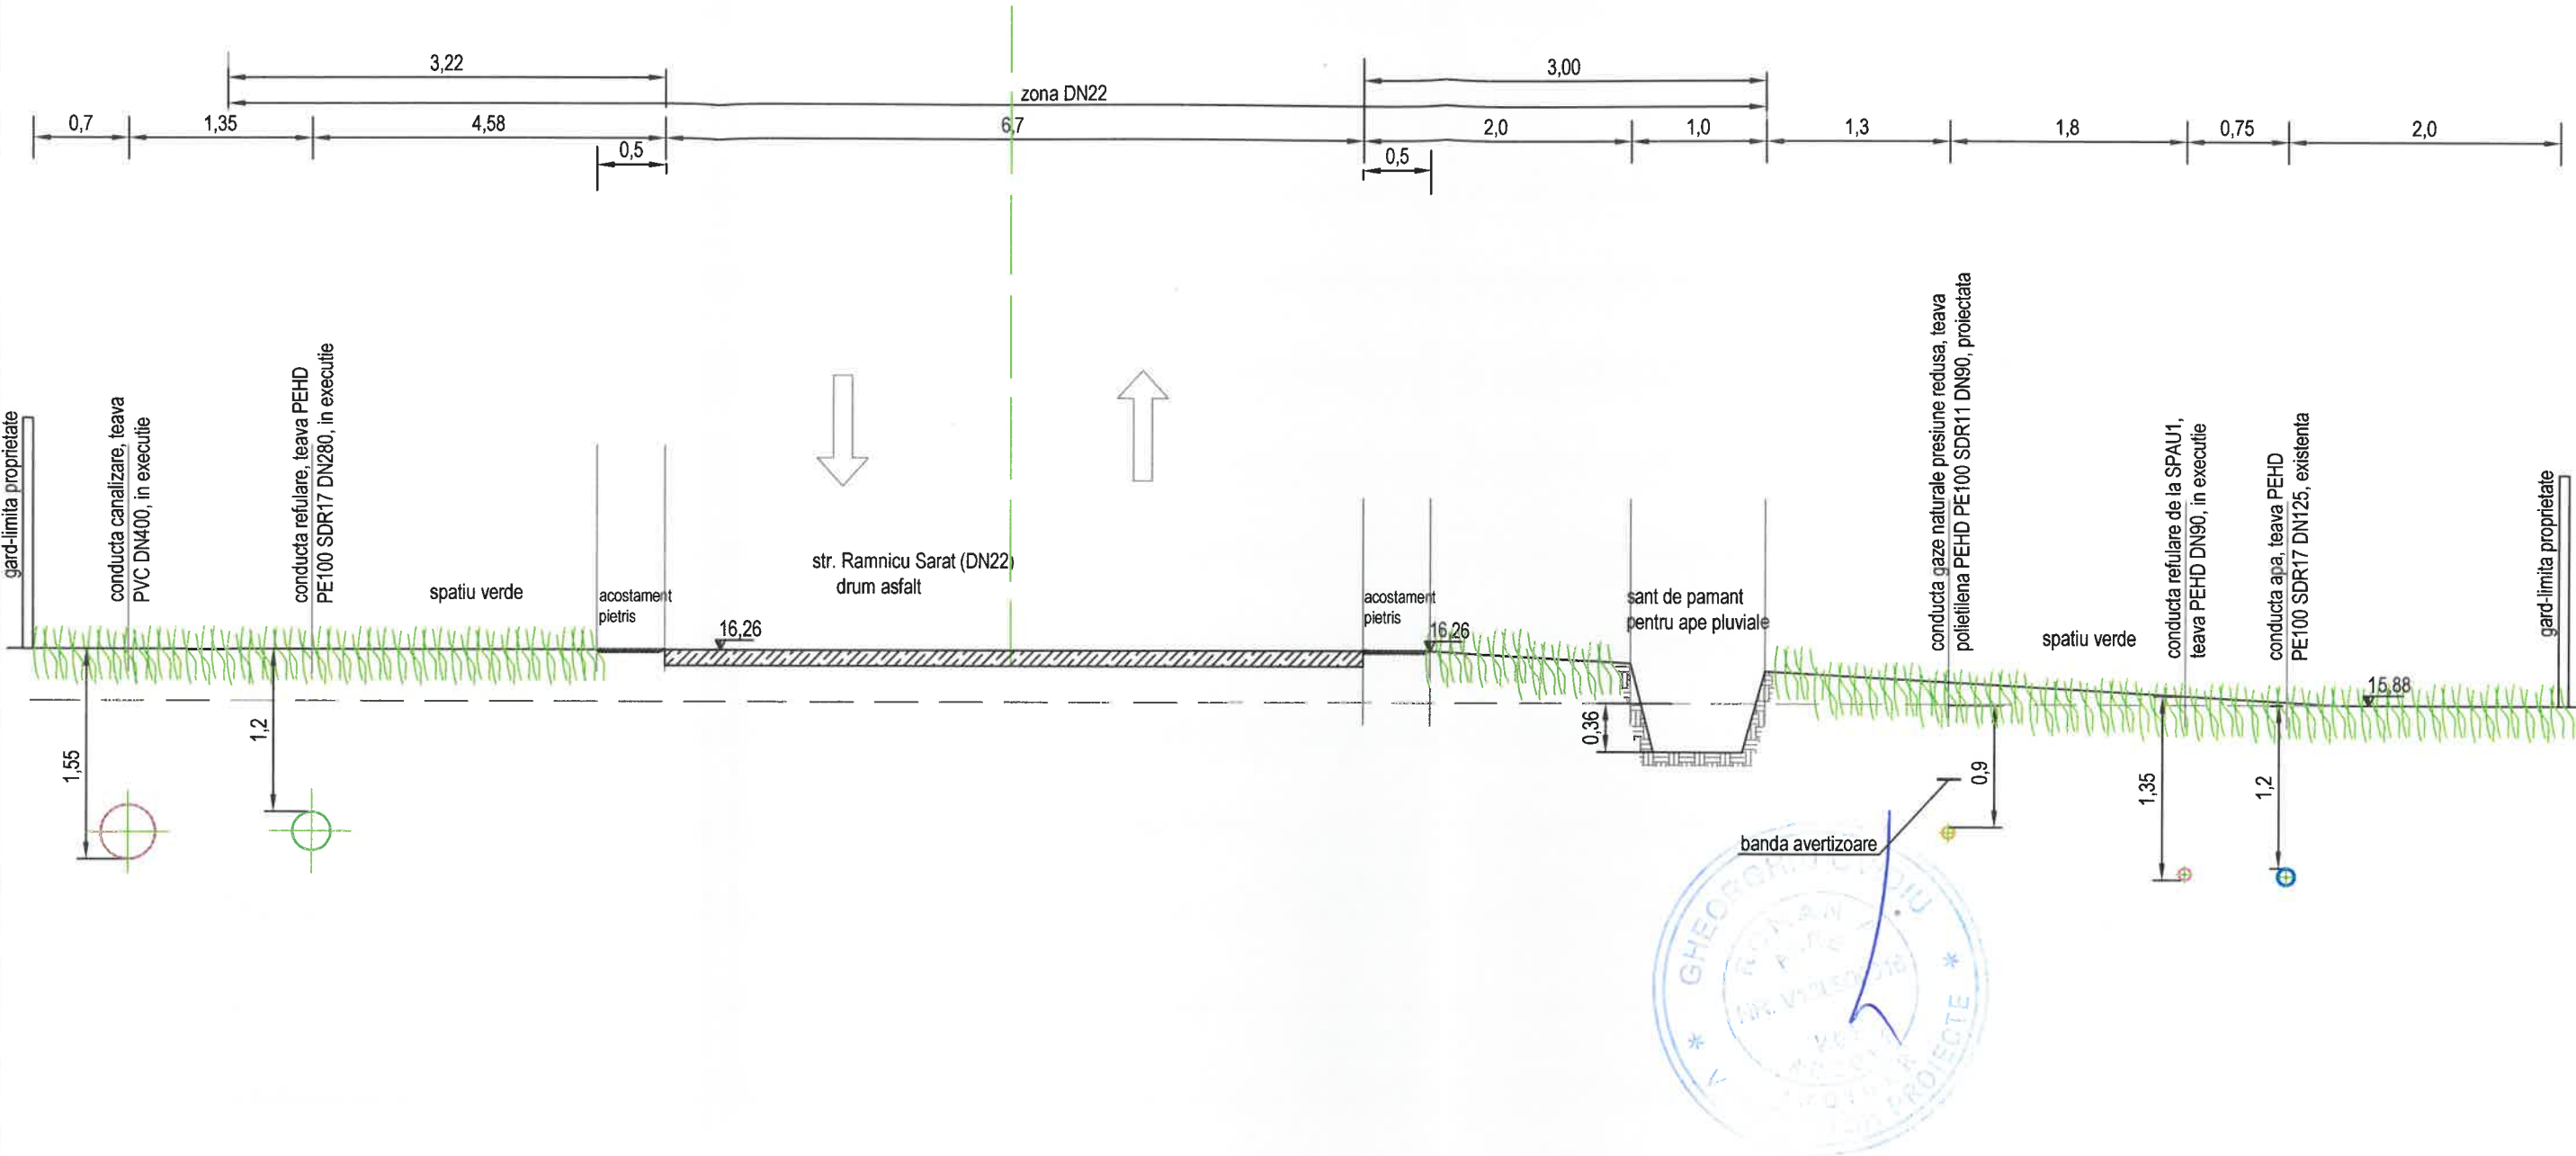 3,22
3,00
zona DN22
0,7
1,35
4,58
6,7
2,0
1,0
1,3
1,8
0,75
2,0
0,5
0,5
gard-limita proprietate
conducta canalizare, teava
PVC DN400, in executie
conducta refulare, teava PEHD
PE100 SDR17 DN280, in executie
spatiu verde
acostament
pietris
str. Ramnicu Sarat (DN22)
drum asfalt
acostament
pietris
sant de pamant
pentru ape pluviale
conducta gaze naturale presiune redusa, teava
polietilena PEHD PE100 SDR11 DN90, proiectata
spatiu verde
conducta refulare de la SPAU1,
teava PEHD DN90, in executie
conducta apa, teava PEHD
PE100 SDR17 DN125, existenta
gard-limita proprietate
16,26
16,26
15,88
1,55
1,2
0,36
0,9
1,35
1,2
banda avertizoare
PROIECTE